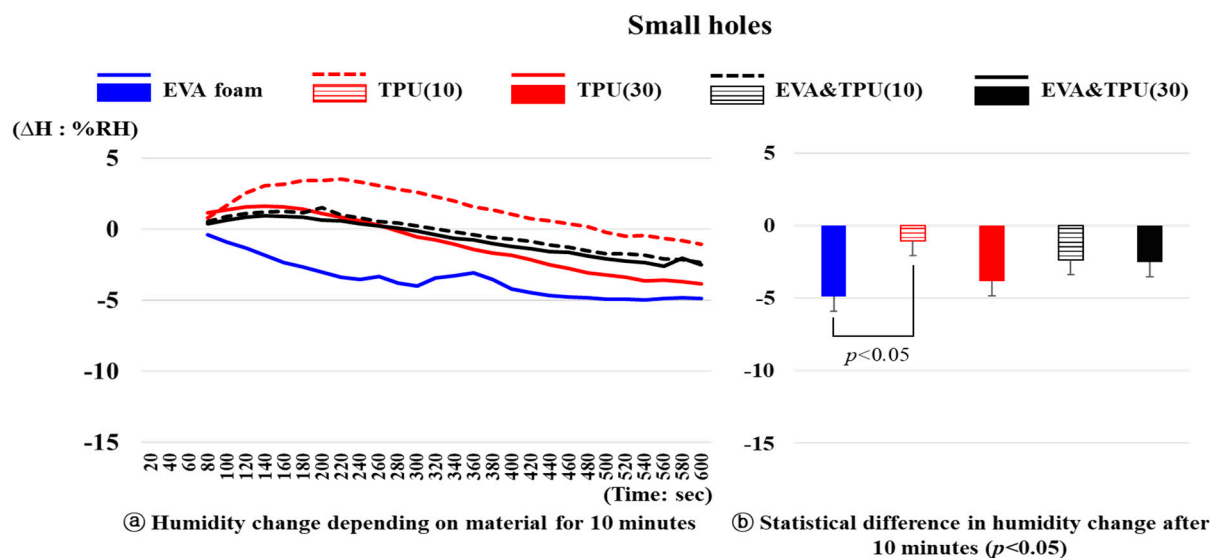 Small holes
EVA foam TPU(10) TPU(30) EVA&TPU(10) EVA&TPU(30)
(ΔH : %RH)
5
0
-5
-10
-15
20 40 60 80 100 120 140 160 180 200 220 240 260 280 300 320 340 360 380 400 420 440 460 480 500 520 540 560 580 600
(Time: sec)
ⓐ Humidity change depending on material for 10 minutes
5
0
-5
-10
-15
p<0.05
ⓑ Statistical difference in humidity change after
10 minutes (p<0.05)